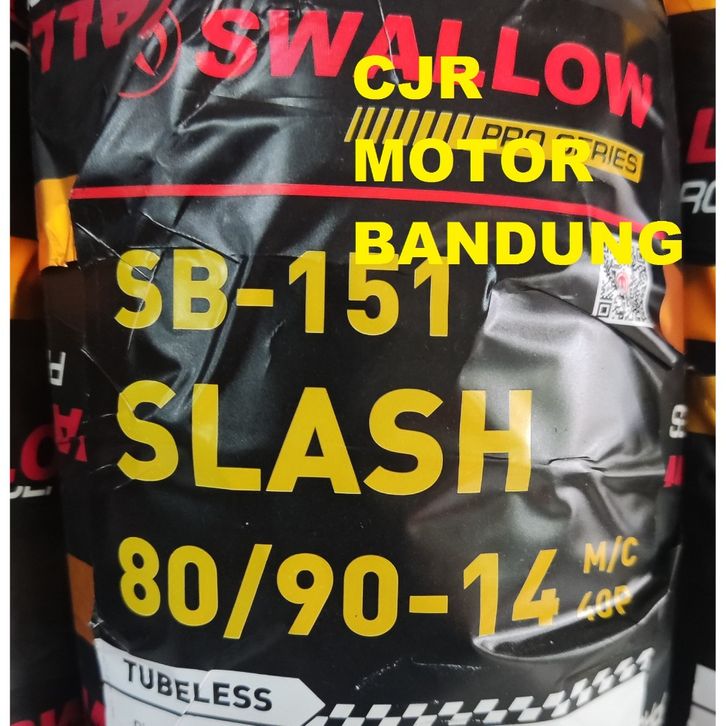 SWALLOW
PRO SERIES
CJR
MOTOR
BANDUNG
SB-151
SLASH
80/90-14
M/C
40P
TUBELESS